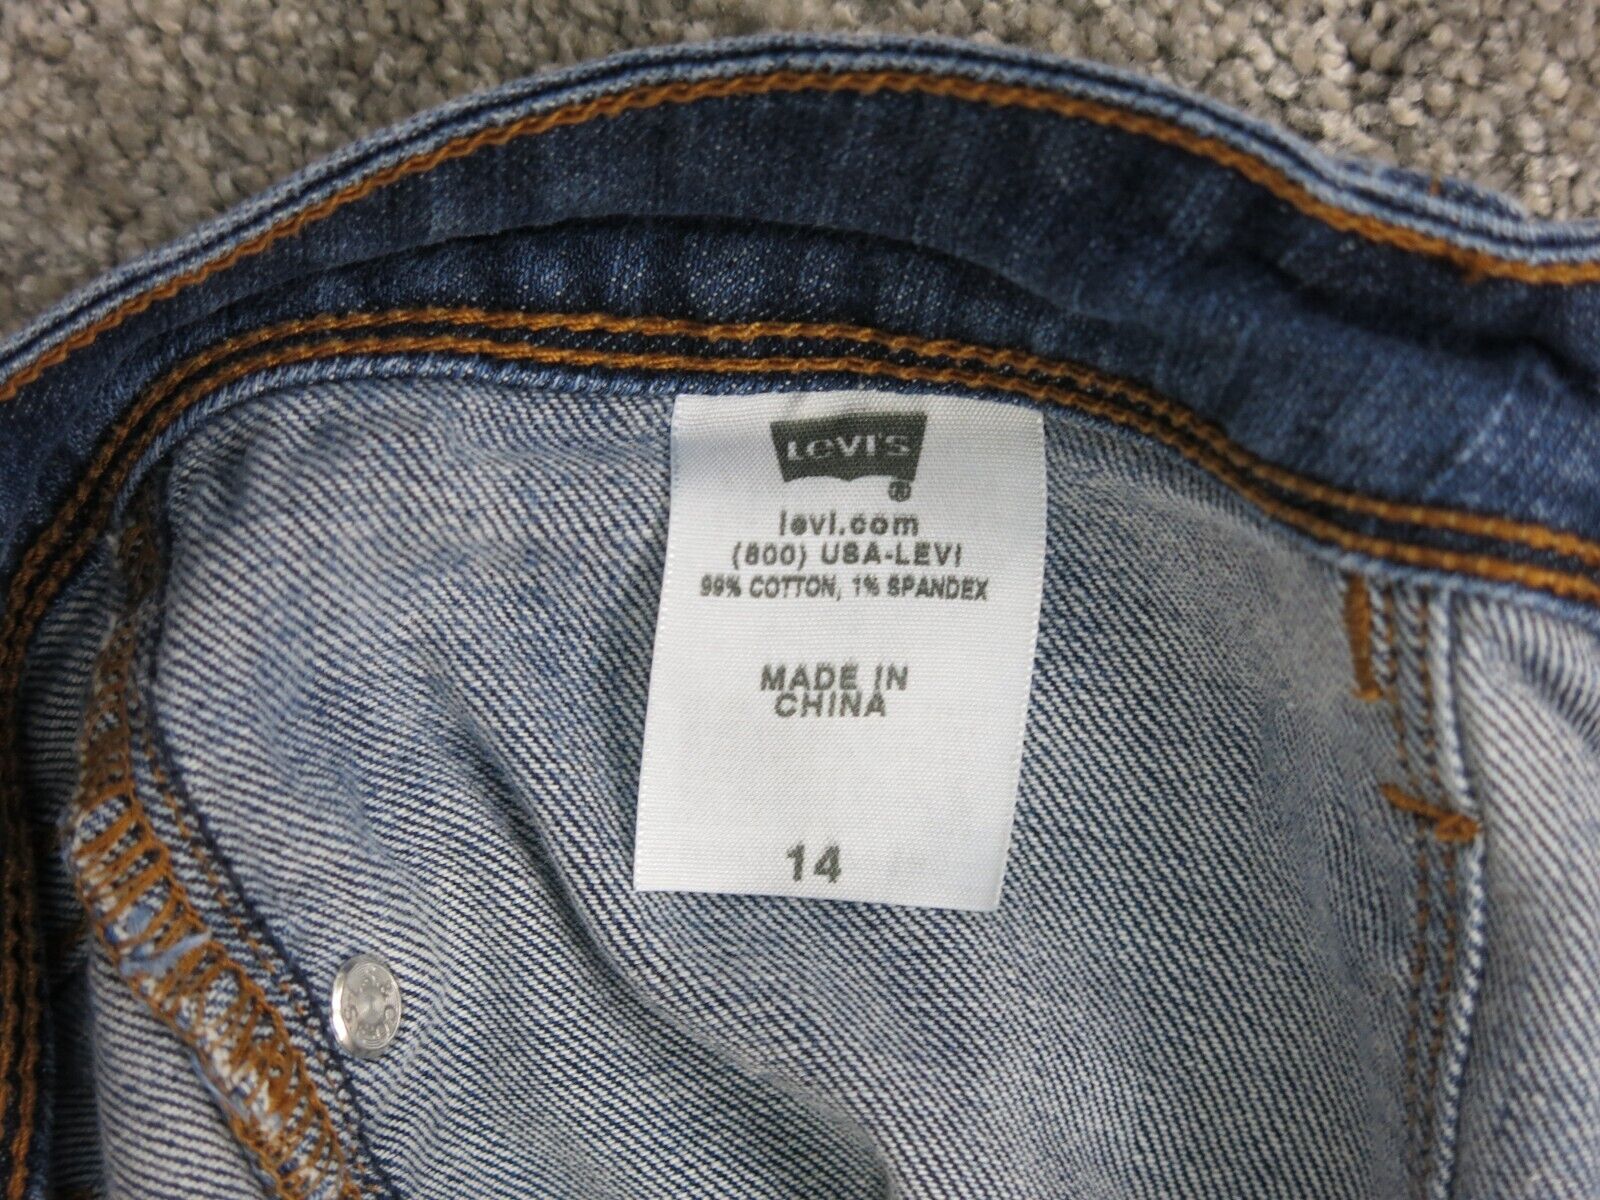 LEVI'S
®
levi.com
(800) USA-LEVI
99% COTTON, 1% SPANDEX
MADE IN
CHINA
14